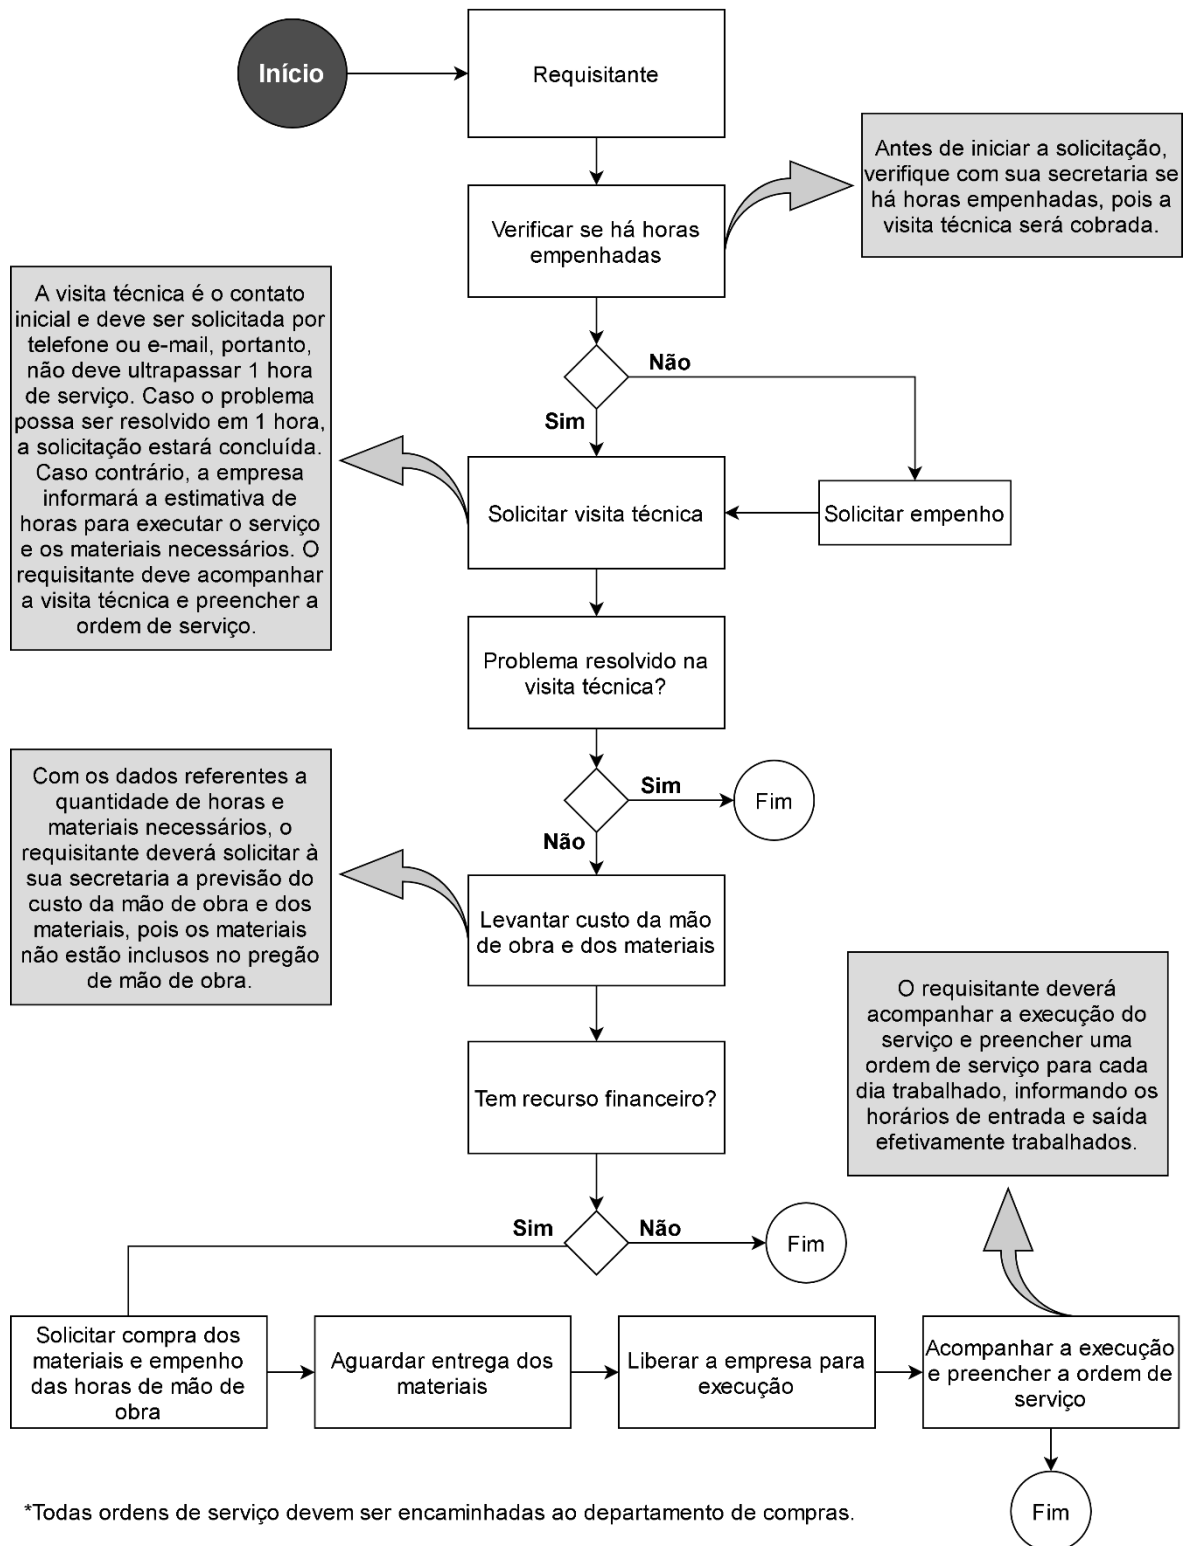 Início
Requisitante
Antes de iniciar a solicitação,
verifique com sua secretaria se
há horas empenhadas, pois a
visita técnica será cobrada.
Verificar se há horas
empenhadas
A visita técnica é o contato
inicial e deve ser solicitada por
telefone ou e-mail, portanto,
não deve ultrapassar 1 hora
de serviço. Caso o problema
possa ser resolvido em 1 hora,
a solicitação estará concluída.
Caso contrário, a empresa
informará a estimativa de
horas para executar o serviço
e os materiais necessários. O
requisitante deve acompanhar
a visita técnica e preencher a
ordem de serviço.
Não
Sim
Solicitar visita técnica
Solicitar empenho
Problema resolvido na
visita técnica?
Sim
Fim
Não
Com os dados referentes a
quantidade de horas e
materiais necessários, o
requisitante deverá solicitar à
sua secretaria a previsão do
custo da mão de obra e dos
materiais, pois os materiais
não estão inclusos no pregão
de mão de obra.
Levantar custo da mão
de obra e dos materiais
O requisitante deverá
acompanhar a execução do
serviço e preencher uma
ordem de serviço para cada
dia trabalhado, informando os
horários de entrada e saída
efetivamente trabalhados.
Tem recurso financeiro?
Sim
Não
Fim
Solicitar compra dos
materiais e empenho
das horas de mão de
obra
Aguardar entrega dos
materiais
Liberar a empresa para
execução
Acompanhar a execução
e preencher a ordem de
serviço
Fim
*Todas ordens de serviço devem ser encaminhadas ao departamento de compras.